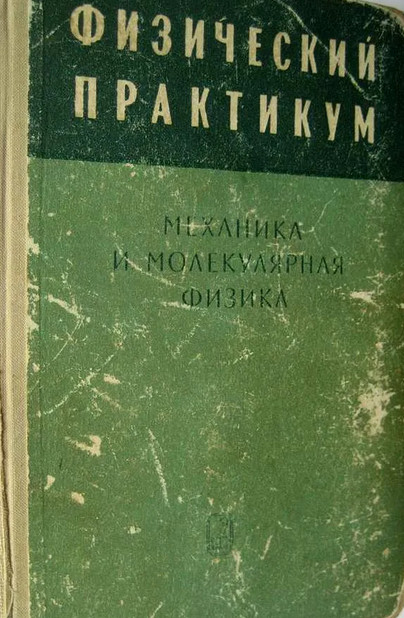 ФИЗИЧЕСКИЙ
ПРАКТИКУМ
МЕХАНИКА
И МОЛЕКУЛЯРНАЯ
ФИЗИКА